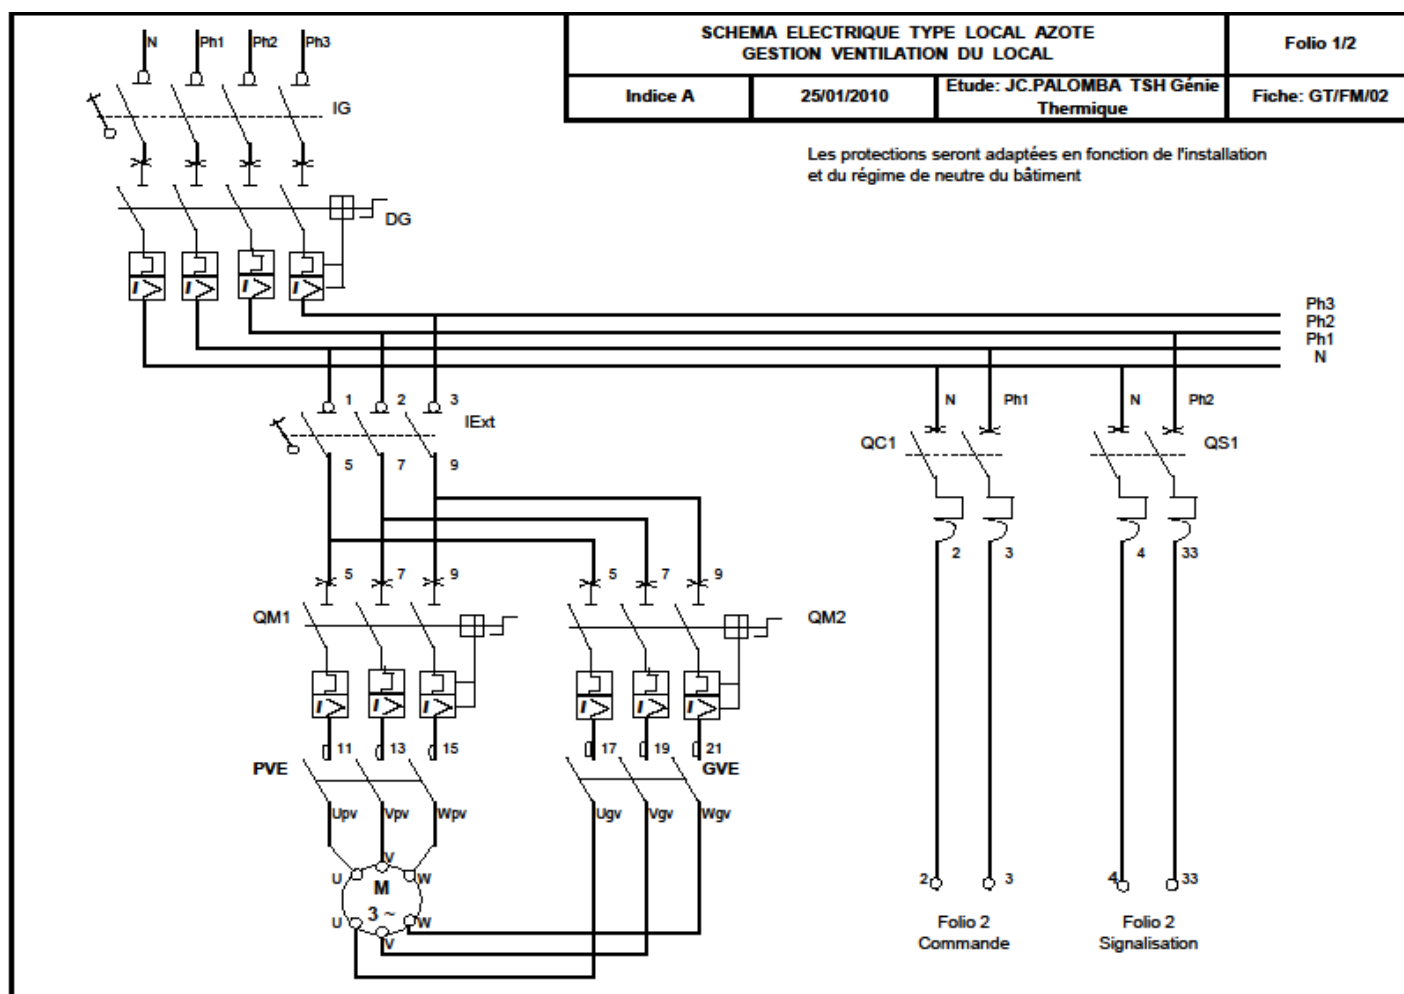 SCHEMA ELECTRIQUE TYPE LOCAL AZOTE
GESTION VENTILATION DU LOCAL
Folio 1/2
Indice A
25/01/2010
Etude: JC.PALOMBA TSH Génie
Thermique
Fiche: GT/FM/02
Les protections seront adaptées en fonction de l'installation
et du régime de neutre du bâtiment
N Ph1 Ph2 Ph3
IG
DG
I> I> I> I>
Ph3
Ph2
Ph1
N
1 2 3
IExt
N Ph1
N Ph2
QC1
QS1
5 7 9
2 3
4 33
5 7 9
5 7 9
QM1
QM2
I> I> I>
I> I> I>
11 13 15
17 19 21
PVE
GVE
Upv Vpv Wpv
Ugv Vgv Wgv
V
U W
M
3 ~
U W
V
2 3
4 33
Folio 2
Commande
Folio 2
Signalisation